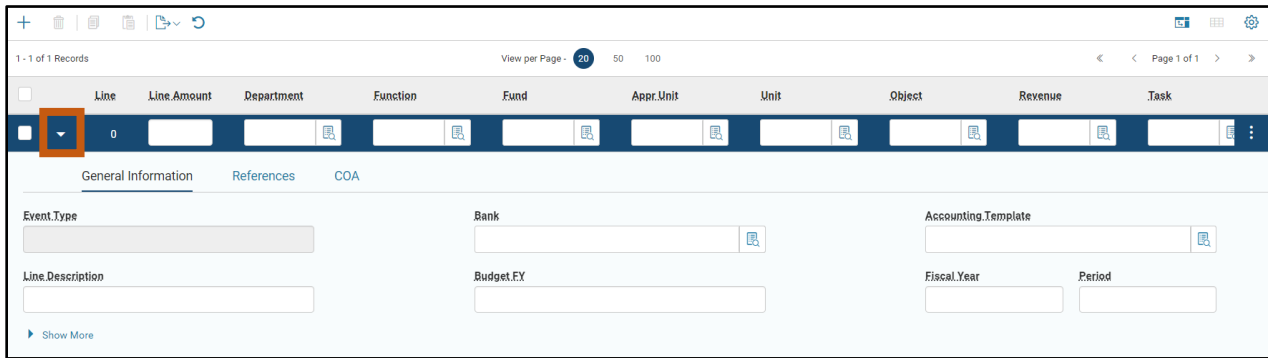 1 - 1 of 1 Records View per Page - 20 50 100 Page 1 of 1
Line Line Amount Department Function Fund Appr Unit Unit Object Revenue Task
0
General Information References COA
Event Type Bank Accounting Template
Line Description Budget FY Fiscal Year Period
Show More